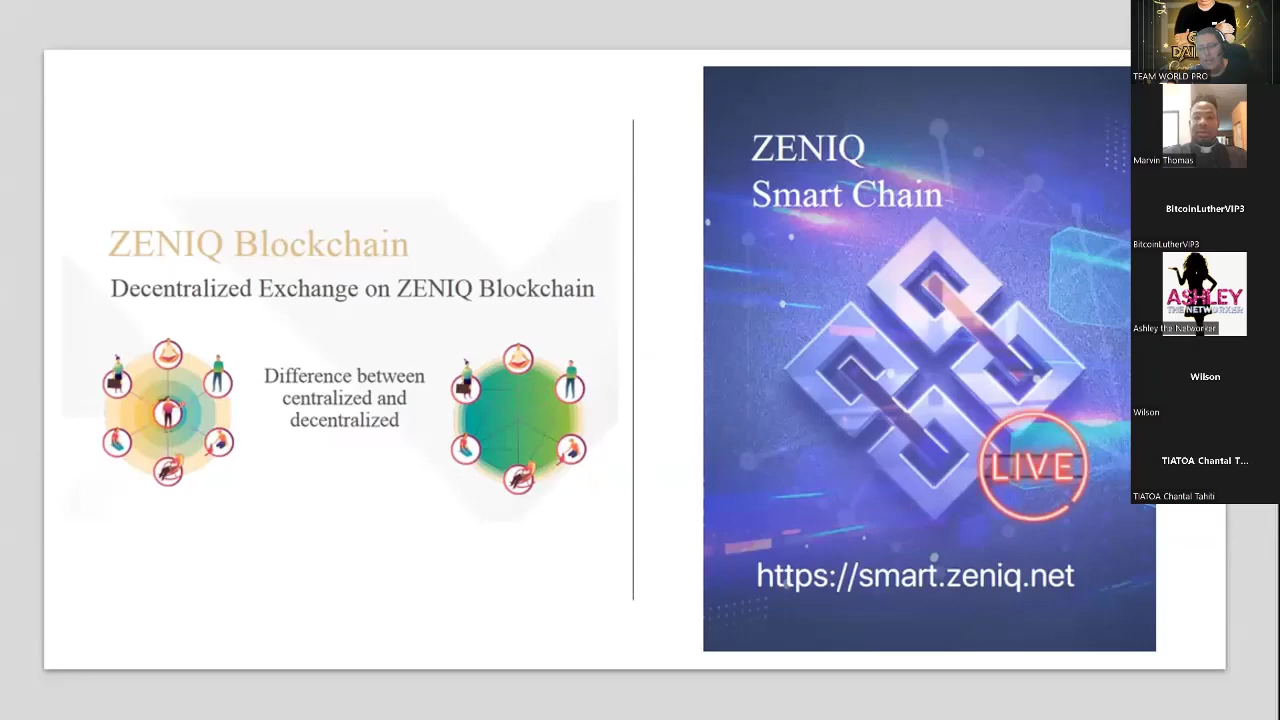 ZENIQ Blockchain
Decentralized Exchange on ZENIQ Blockchain
Difference between
centralized and
decentralized
ZENIQ
Smart Chain
LIVE
https://smart.zeniq.net
TEAM WORLD PRO
Marvin Thomas
BitcoinLutherVIP3
BitcoinLutherVIP3
ASHLEY
THE NETWORKER
Ashley the Networker
Wilson
Wilson
TIATOA Chantal T...
TIATOA Chantal Tahiti